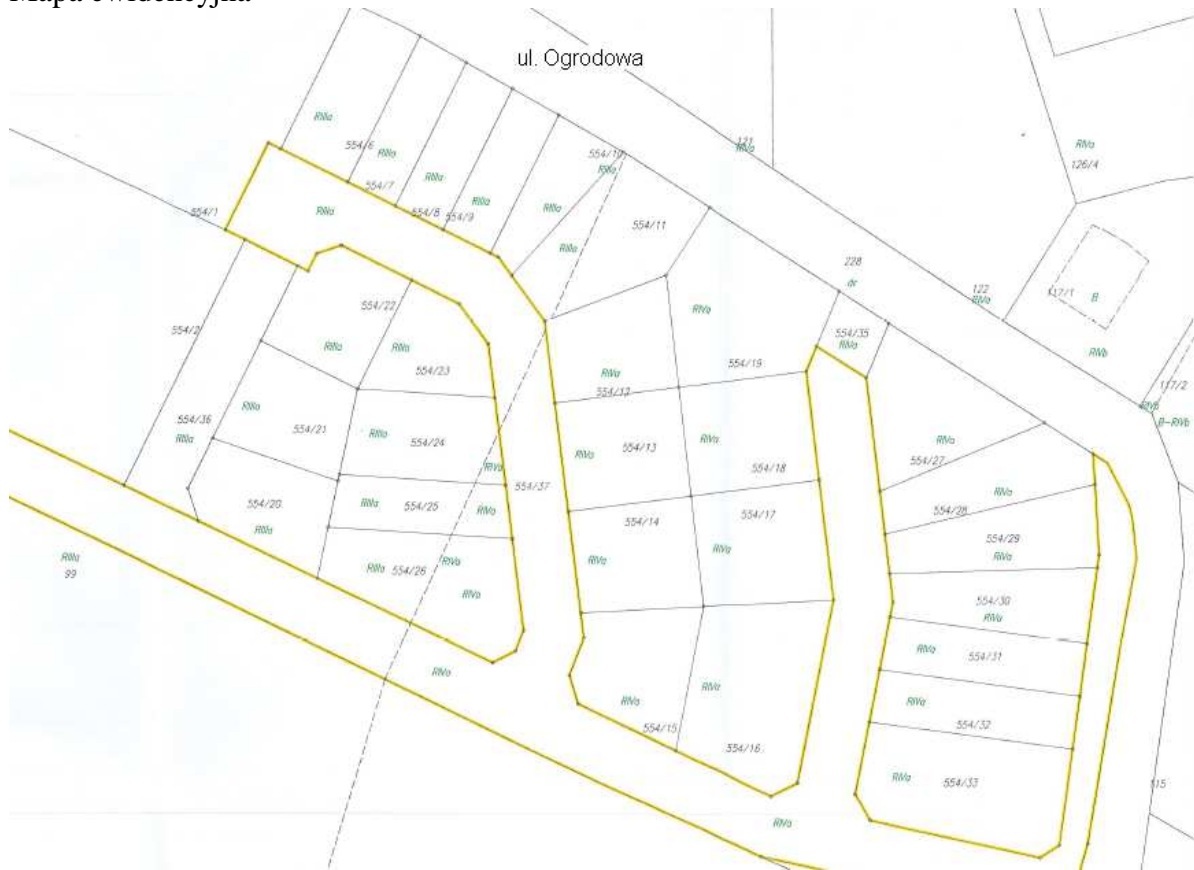 ul. Ogrodowa
RIIIa
554/6
RIIIa
554/7
RIIIa
554/8
RIIIa
554/9
RIIIa
554/10
RIIIa
RIIIa
554/11
121
RIVa
RIVa
126/4
554/1
RIIIa
228
dr
122
RIVa
117/1
B
RIVb
117/2
RIVb
B-RIVb
554/2
554/22
RIIIa
RIVa
554/23
RIVa
554/19
554/35
RIVa
RIVa
554/12
554/36
RIIIa
RIIIa
554/21
RIIIa
554/24
RIVa
554/37
RIVa
554/13
RIVa
554/18
RIVa
554/27
RIVa
554/28
554/20
RIIIa
RIIIa
554/25
RIVa
554/14
554/17
RIVa
RIVa
554/29
RIVa
RIIIa
99
RIIIa
554/26
RIVa
RIVa
554/30
RIVa
RIVa
554/31
RIVa
RIVa
554/15
RIVa
554/16
RIVa
554/32
RIVa
554/33
115
RIVa